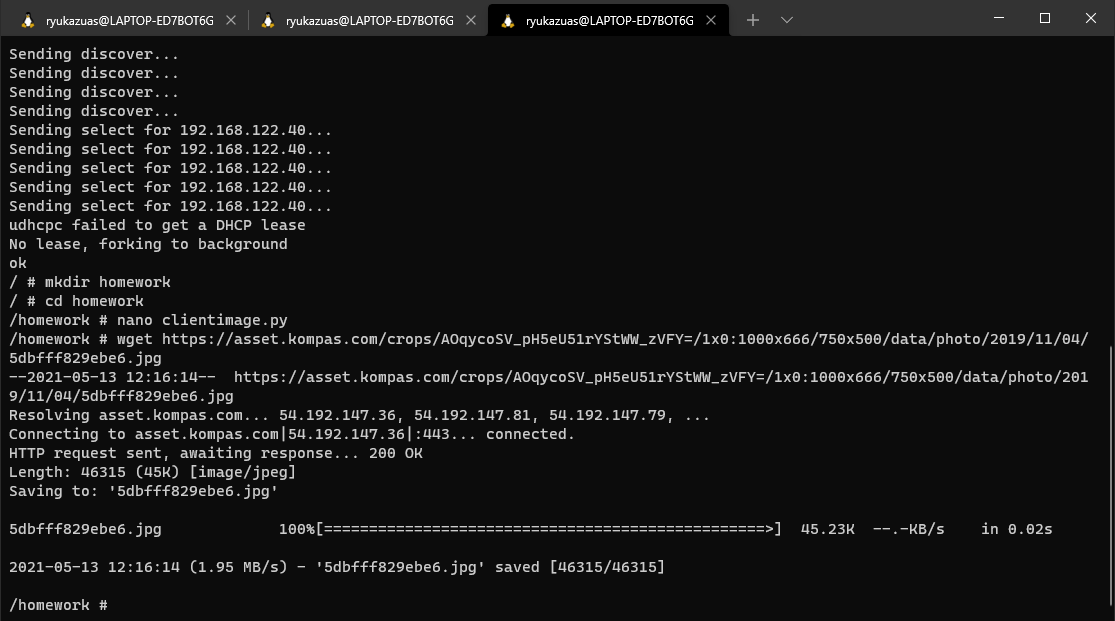 ryukazuas@LAPTOP-ED7BOT6G
ryukazuas@LAPTOP-ED7BOT6G
ryukazuas@LAPTOP-ED7BOT6G
Sending discover...
Sending discover...
Sending discover...
Sending discover...
Sending select for 192.168.122.40...
Sending select for 192.168.122.40...
Sending select for 192.168.122.40...
Sending select for 192.168.122.40...
Sending select for 192.168.122.40...
udhcpc failed to get a DHCP lease
No lease, forking to background
ok
/ # mkdir homework
/ # cd homework
/homework # nano clientimage.py
/homework # wget https://asset.kompas.com/crops/AOqycoSV_pH5eU51rYStWW_zVFY=/1x0:1000x666/750x500/data/photo/2019/11/04/
5dbfff829ebe6.jpg
--2021-05-13 12:16:14--  https://asset.kompas.com/crops/AOqycoSV_pH5eU51rYStWW_zVFY=/1x0:1000x666/750x500/data/photo/201
9/11/04/5dbfff829ebe6.jpg
Resolving asset.kompas.com... 54.192.147.36, 54.192.147.81, 54.192.147.79, ...
Connecting to asset.kompas.com|54.192.147.36|:443... connected.
HTTP request sent, awaiting response... 200 OK
Length: 46315 (45K) [image/jpeg]
Saving to: '5dbfff829ebe6.jpg'
5dbfff829ebe6.jpg             100%[=================================================>]  45.23K  --.-KB/s    in 0.02s
2021-05-13 12:16:14 (1.95 MB/s) - '5dbfff829ebe6.jpg' saved [46315/46315]
/homework #